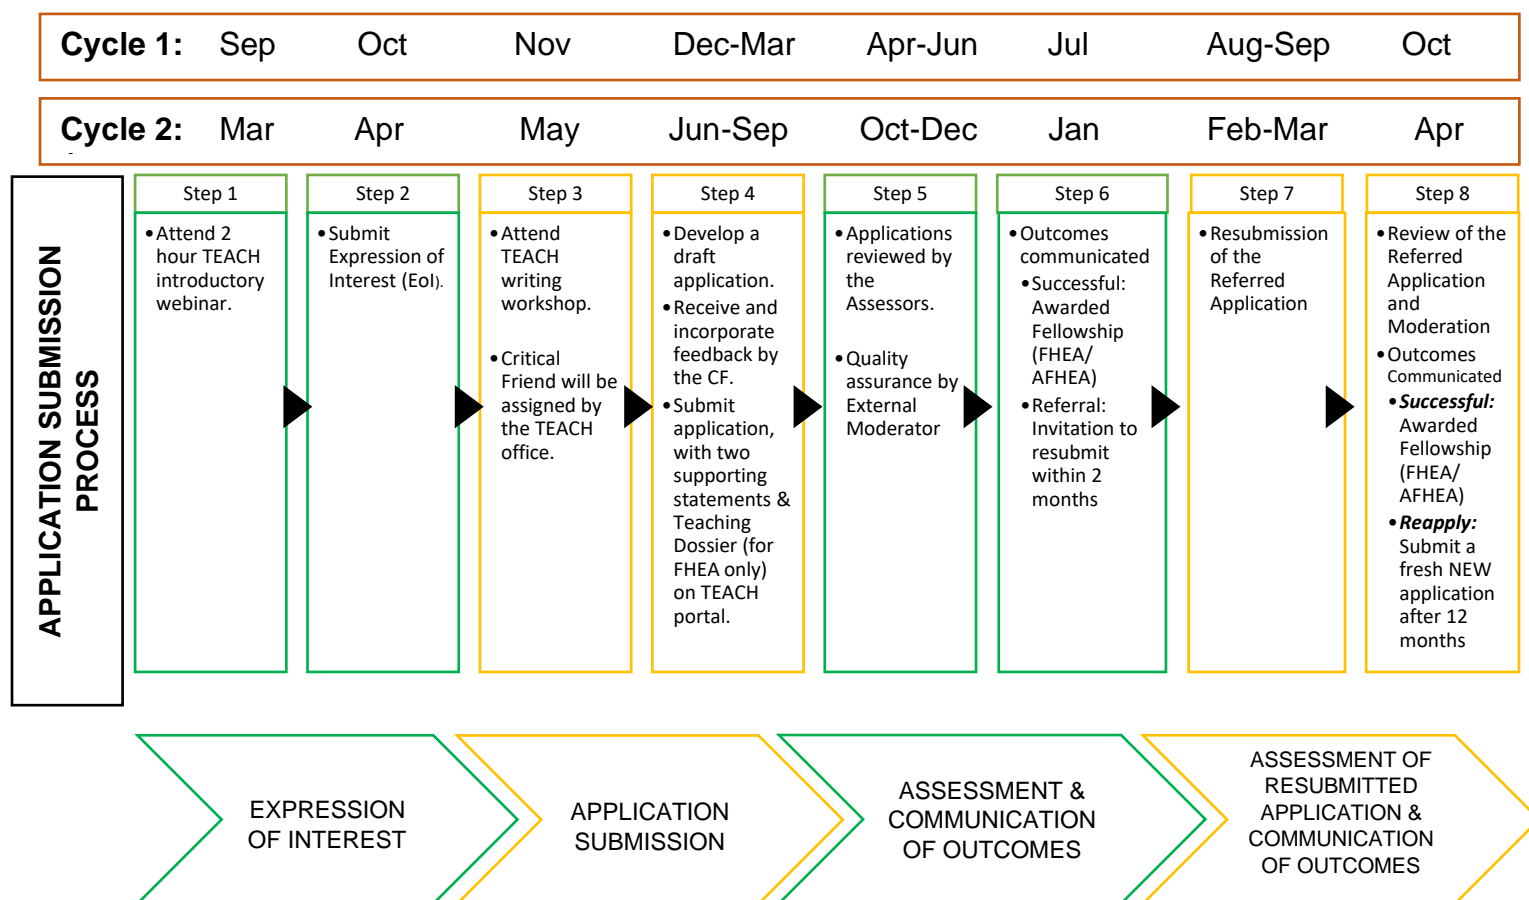 Cycle 1: Sep Oct Nov Dec-Mar Apr-Jun Jul Aug-Sep Oct
Cycle 2: Mar Apr May Jun-Sep Oct-Dec Jan Feb-Mar Apr
APPLICATION SUBMISSION
PROCESS
Step 1
•Attend 2
hour TEACH
introductory
webinar.
Step 2
•Submit
Expression of
Interest (EoI).
Step 3
•Attend
TEACH
writing
workshop.
•Critical
Friend will be
assigned by
the TEACH
office.
Step 4
•Develop a
draft
application.
•Receive and
incorporate
feedback by
the CF.
•Submit
application,
with two
supporting
statements &
Teaching
Dossier (for
FHEA only)
on TEACH
portal.
Step 5
•Applications
reviewed by
the
Assessors.
•Quality
assurance by
External
Moderator
Step 6
•Outcomes
communicated
•Successful:
Awarded
Fellowship
(FHEA/
AFHEA)
•Referral:
Invitation to
resubmit
within 2
months
Step 7
•Resubmission
of the
Referred
Application
Step 8
•Review of the
Referred
Application
and
Moderation
•Outcomes
Communicated
•Successful:
Awarded
Fellowship
(FHEA/
AFHEA)
•Reapply:
Submit a
fresh NEW
application
after 12
months
EXPRESSION
OF INTEREST
APPLICATION
SUBMISSION
ASSESSMENT &
COMMUNICATION
OF OUTCOMES
ASSESSMENT OF
RESUBMITTED
APPLICATION &
COMMUNICATION
OF OUTCOMES